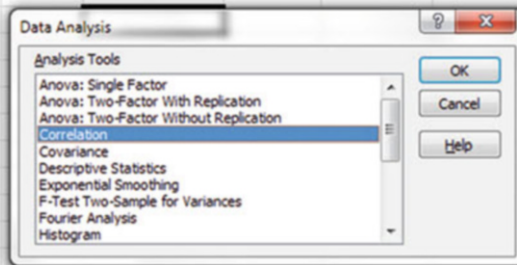 Data Analysis
?
X
Analysis Tools
Anova: Single Factor
Anova: Two-Factor With Replication
Anova: Two-Factor Without Replication
Correlation
Covariance
Descriptive Statistics
Exponential Smoothing
F-Test Two-Sample for Variances
Fourier Analysis
Histogram
OK
Cancel
Help